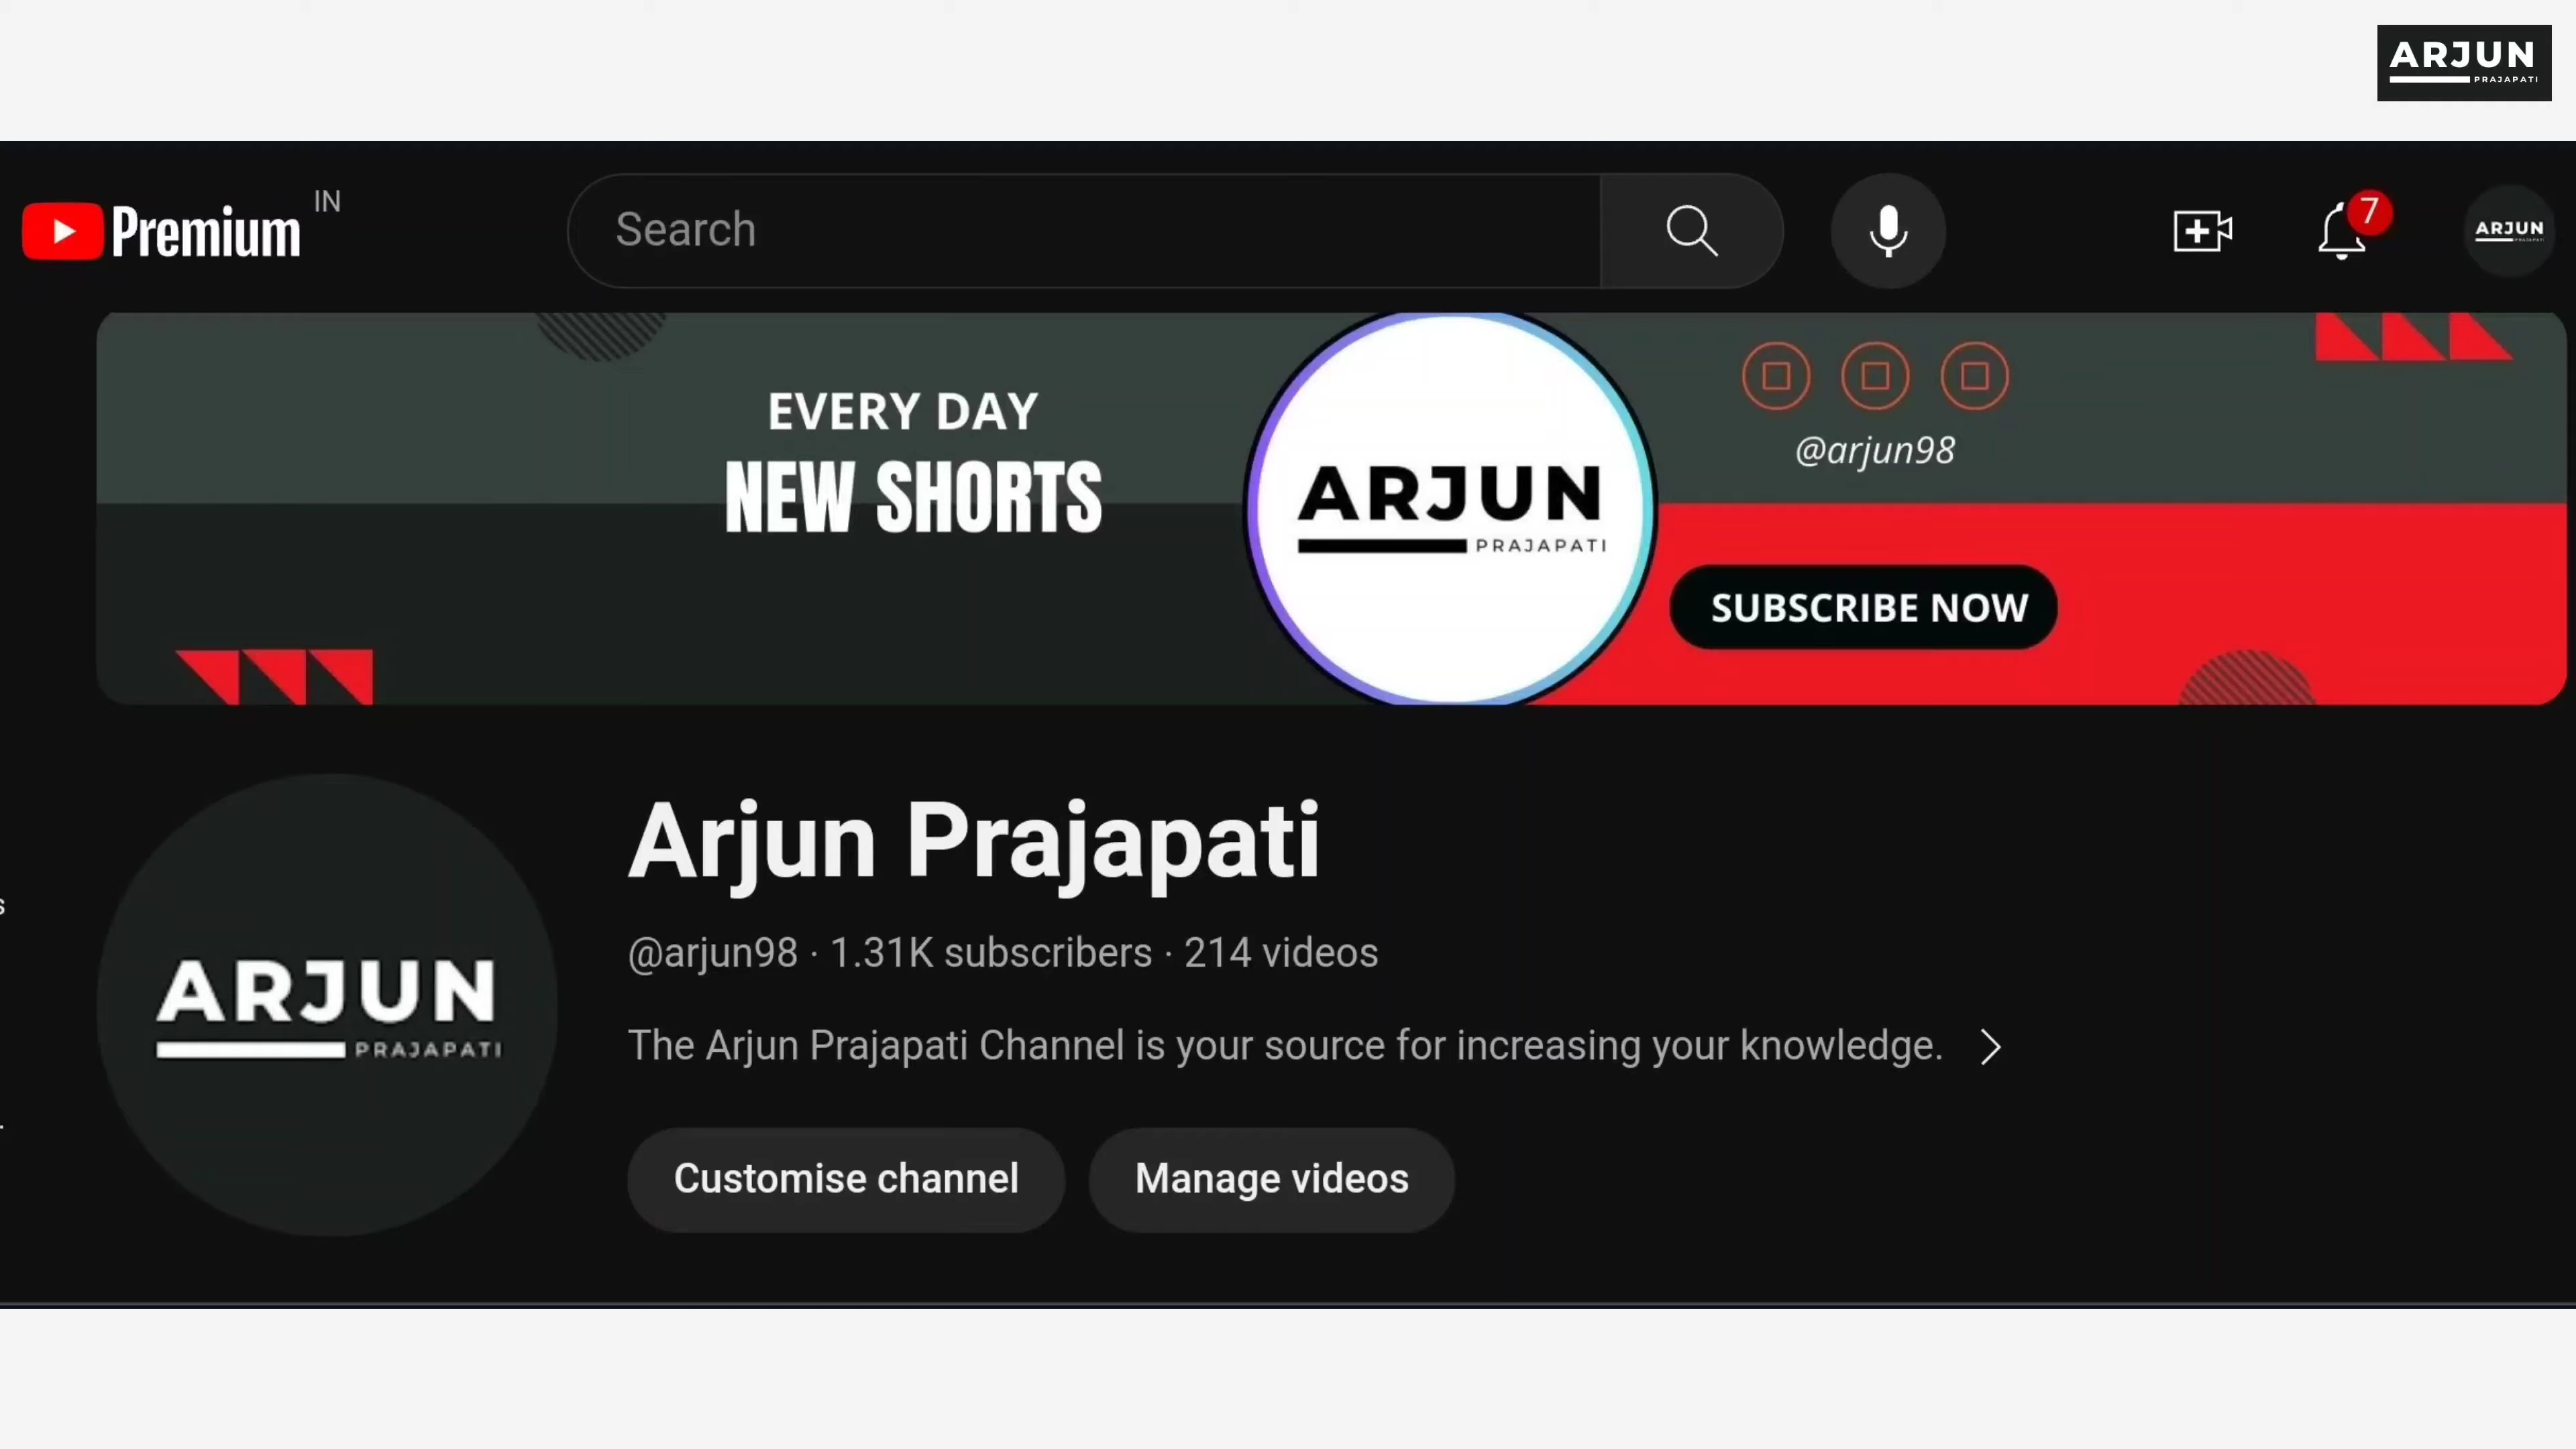 ARJUN
PRAJAPATI
Premium
IN
Search
7
ARJUN
PRAJAPATI
EVERY DAY
NEW SHORTS
ARJUN
PRAJAPATI
@arjun98
SUBSCRIBE NOW
ARJUN
PRAJAPATI
Arjun Prajapati
@arjun98 · 1.31K subscribers · 214 videos
The Arjun Prajapati Channel is your source for increasing your knowledge.
Customise channel
Manage videos